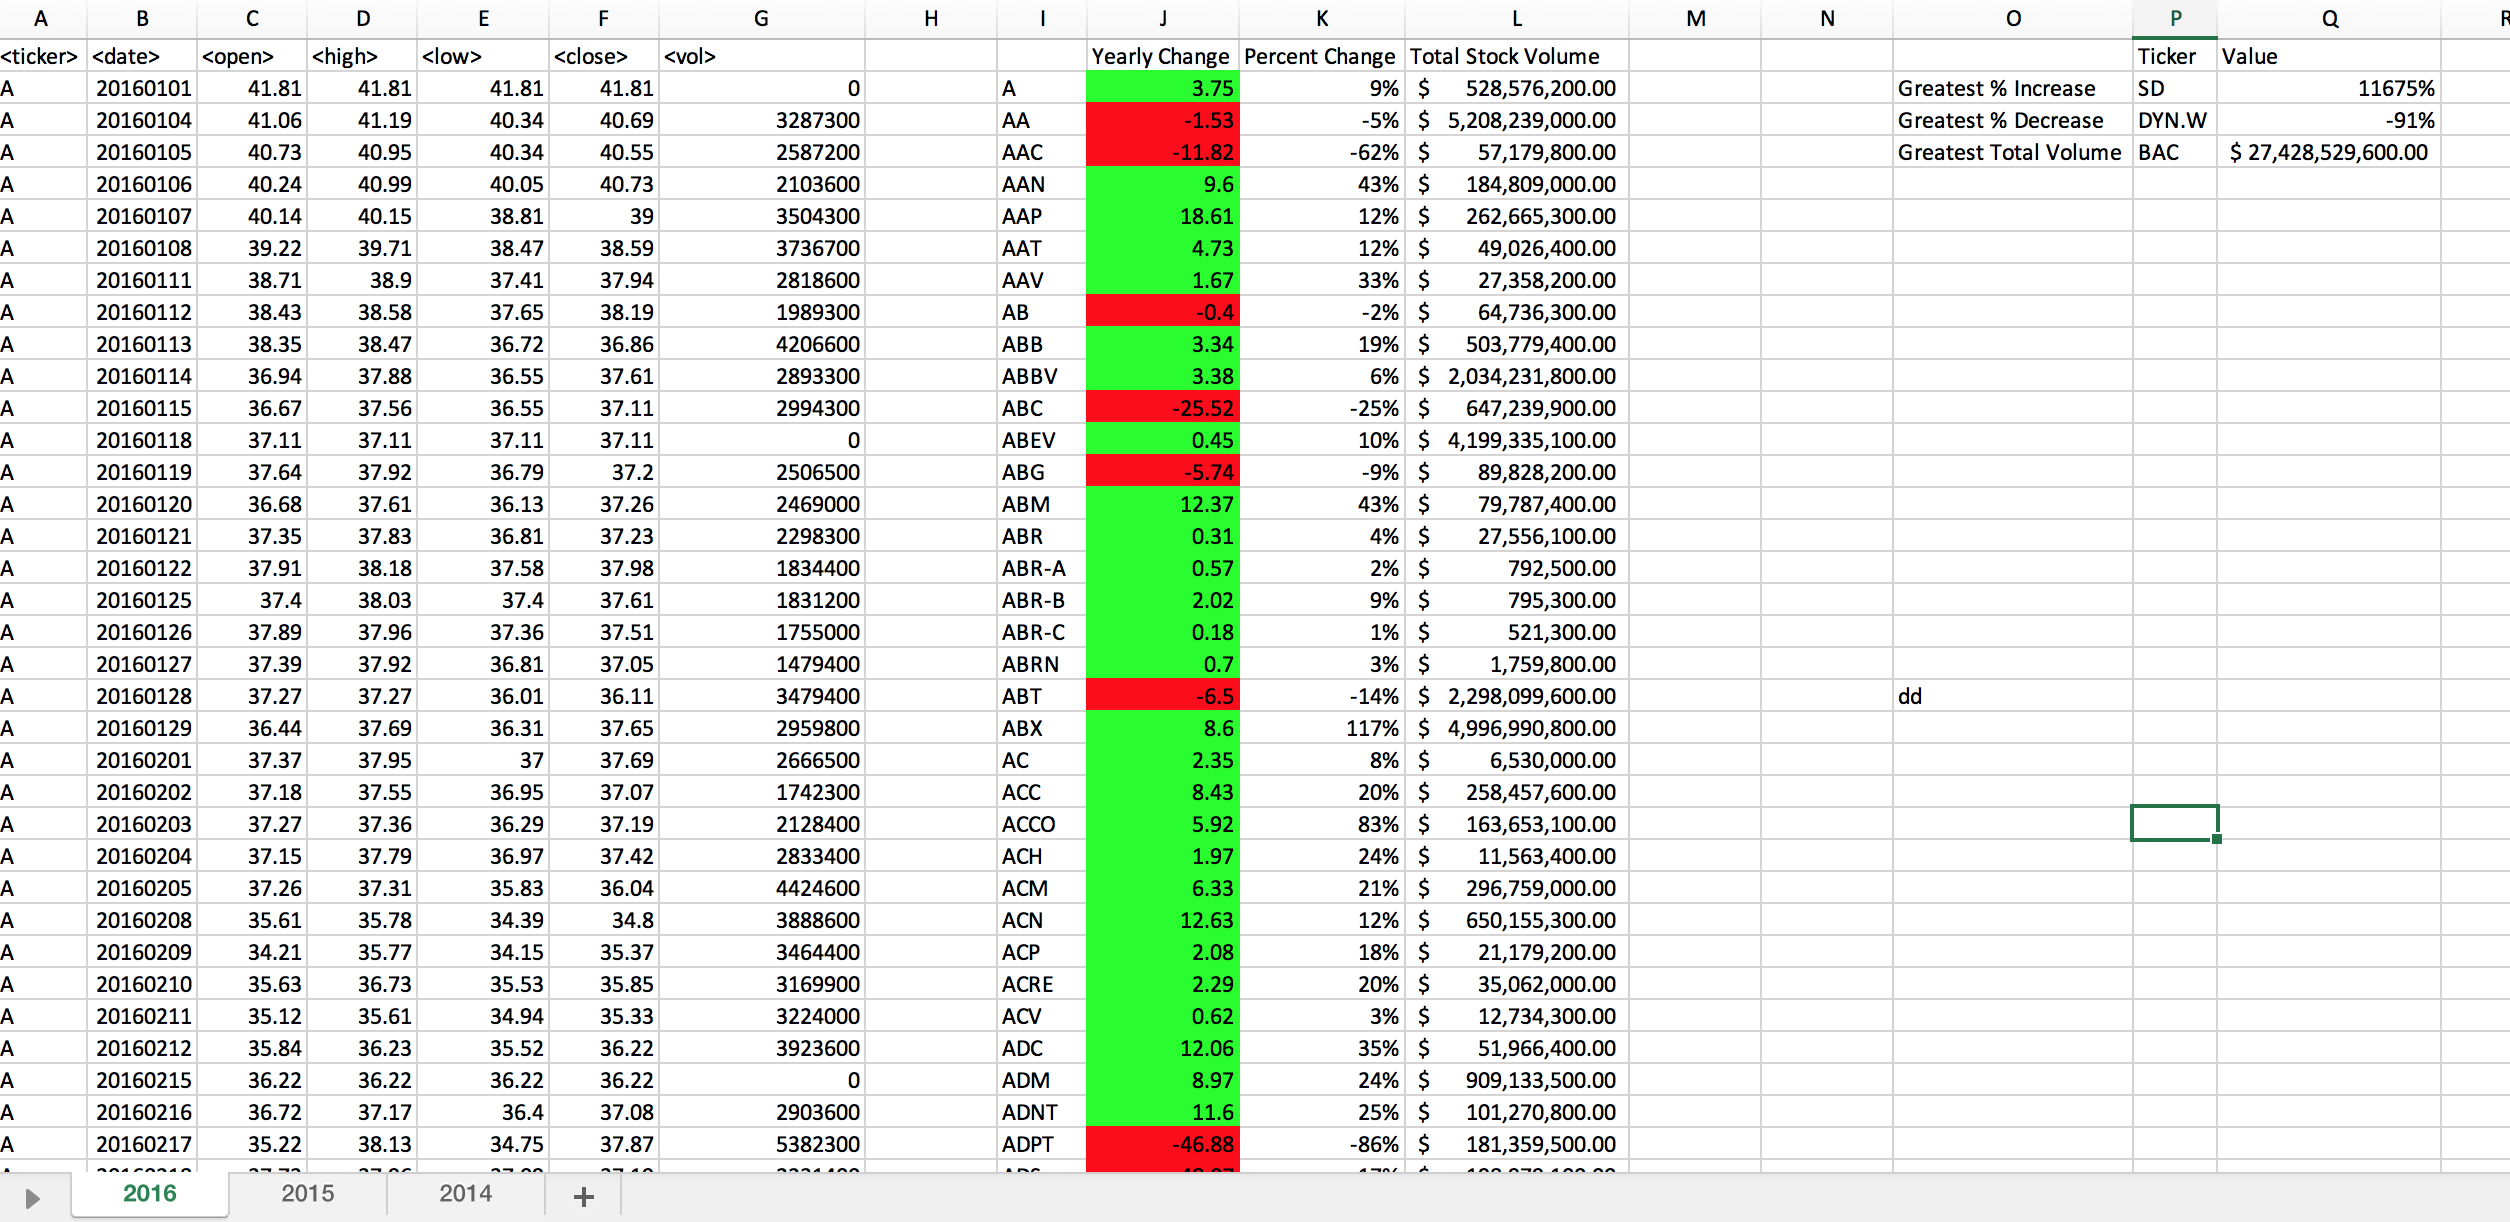 A B C D E F G H I J K L M N O P Q R
<ticker> <date> <open> <high> <low> <close> <vol> Yearly Change Percent Change Total Stock Volume Ticker Value
A 20160101 41.81 41.81 41.81 41.81 0 A 3.75 9% $ 528,576,200.00 Greatest % Increase SD 11675%
A 20160104 41.06 41.19 40.34 40.69 3287300 AA -1.53 -5% $ 5,208,239,000.00 Greatest % Decrease DYN.W -91%
A 20160105 40.73 40.95 40.34 40.55 2587200 AAC -11.82 -62% $ 57,179,800.00 Greatest Total Volume BAC $ 27,428,529,600.00
A 20160106 40.24 40.99 40.05 40.73 2103600 AAN 9.6 43% $ 184,809,000.00
A 20160107 40.14 40.15 38.81 39 3504300 AAP 18.61 12% $ 262,665,300.00
A 20160108 39.22 39.71 38.47 38.59 3736700 AAT 4.73 12% $ 49,026,400.00
A 20160111 38.71 38.9 37.41 37.94 2818600 AAV 1.67 33% $ 27,358,200.00
A 20160112 38.43 38.58 37.65 38.19 1989300 AB -0.4 -2% $ 64,736,300.00
A 20160113 38.35 38.47 36.72 36.86 4206600 ABB 3.34 19% $ 503,779,400.00
A 20160114 36.94 37.88 36.55 37.61 2893300 ABBV 3.38 6% $ 2,034,231,800.00
A 20160115 36.67 37.56 36.55 37.11 2994300 ABC -25.52 -25% $ 647,239,900.00
A 20160118 37.11 37.11 37.11 37.11 0 ABEV 0.45 10% $ 4,199,335,100.00
A 20160119 37.64 37.92 36.79 37.2 2506500 ABG -5.74 -9% $ 89,828,200.00
A 20160120 36.68 37.61 36.13 37.26 2469000 ABM 12.37 43% $ 79,787,400.00
A 20160121 37.35 37.83 36.81 37.23 2298300 ABR 0.31 4% $ 27,556,100.00
A 20160122 37.91 38.18 37.58 37.98 1834400 ABR-A 0.57 2% $ 792,500.00
A 20160125 37.4 38.03 37.4 37.61 1831200 ABR-B 2.02 9% $ 795,300.00
A 20160126 37.89 37.96 37.36 37.51 1755000 ABR-C 0.18 1% $ 521,300.00
A 20160127 37.39 37.92 36.81 37.05 1479400 ABRN 0.7 3% $ 1,759,800.00
A 20160128 37.27 37.27 36.01 36.11 3479400 ABT -6.5 -14% $ 2,298,099,600.00 dd
A 20160129 36.44 37.69 36.31 37.65 2959800 ABX 8.6 117% $ 4,996,990,800.00
A 20160201 37.37 37.95 37 37.69 2666500 AC 2.35 8% $ 6,530,000.00
A 20160202 37.18 37.55 36.95 37.07 1742300 ACC 8.43 20% $ 258,457,600.00
A 20160203 37.27 37.36 36.29 37.19 2128400 ACCO 5.92 83% $ 163,653,100.00
A 20160204 37.15 37.79 36.97 37.42 2833400 ACH 1.97 24% $ 11,563,400.00
A 20160205 37.26 37.31 35.83 36.04 4424600 ACM 6.33 21% $ 296,759,000.00
A 20160208 35.61 35.78 34.39 34.8 3888600 ACN 12.63 12% $ 650,155,300.00
A 20160209 34.21 35.77 34.15 35.37 3464400 ACP 2.08 18% $ 21,179,200.00
A 20160210 35.63 36.73 35.53 35.85 3169900 ACRE 2.29 20% $ 35,062,000.00
A 20160211 35.12 35.61 34.94 35.33 3224000 ACV 0.62 3% $ 12,734,300.00
A 20160212 35.84 36.23 35.52 36.22 3923600 ADC 12.06 35% $ 51,966,400.00
A 20160215 36.22 36.22 36.22 36.22 0 ADM 8.97 24% $ 909,133,500.00
A 20160216 36.72 37.17 36.4 37.08 2903600 ADNT 11.6 25% $ 101,270,800.00
A 20160217 35.22 38.13 34.75 37.87 5382300 ADPT -46.88 -86% $ 181,359,500.00
2016 2015 2014 +